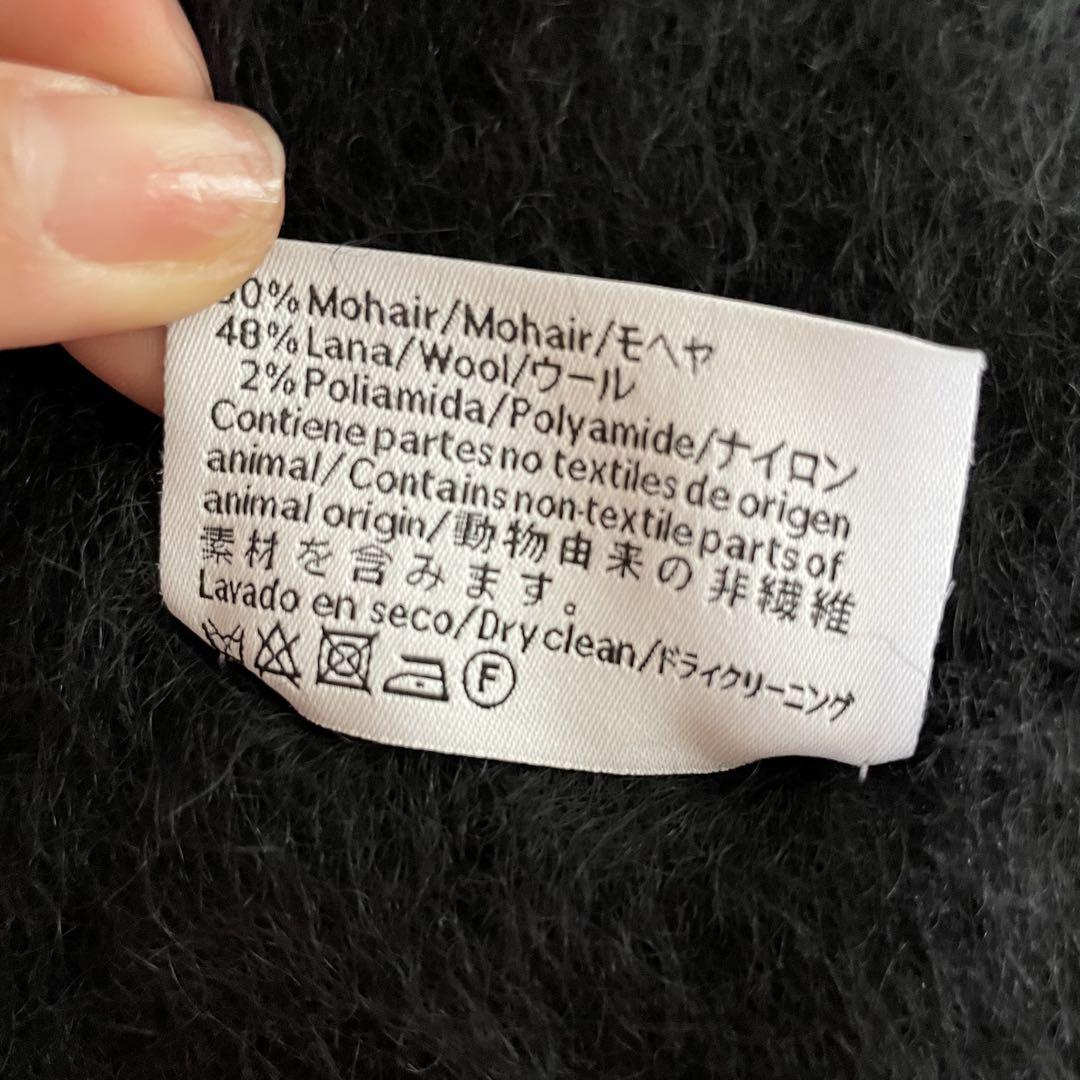 0% Mohair/Mohair/モヘヤ
48% Lana/Wool/ウール
2% Poliamida/Polyamide/ナイロン
Contiene partes no textiles de origen
animal/Contains non-textile parts of
animal origin/動物由来の非繊維
素材を含みます。
Lavado en seco/Dry clean/ドライクリーニング
F